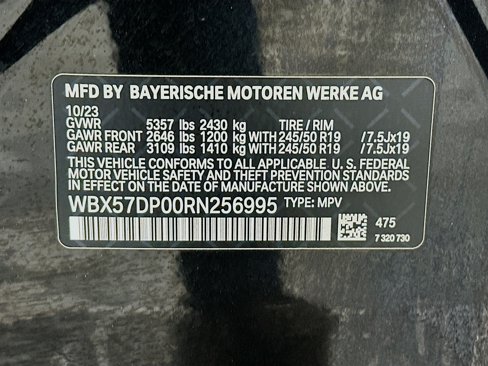 MFD BY BAYERISCHE MOTOREN WERKE AG
10/23
GVWR 5357 lbs 2430 kg TIRE / RIM
GAWR FRONT 2646 lbs 1200 kg WITH 245/50 R19 /7.5Jx19
GAWR REAR 3109 lbs 1410 kg WITH 245/50 R19 /7.5Jx19
THIS VEHICLE CONFORMS TO ALL APPLICABLE U. S. FEDERAL
MOTOR VEHICLE SAFETY AND THEFT PREVENTION STANDARDS
IN EFFECT ON THE DATE OF MANUFACTURE SHOWN ABOVE.
WBX57DP00RN256995 TYPE: MPV
475
7 320 730